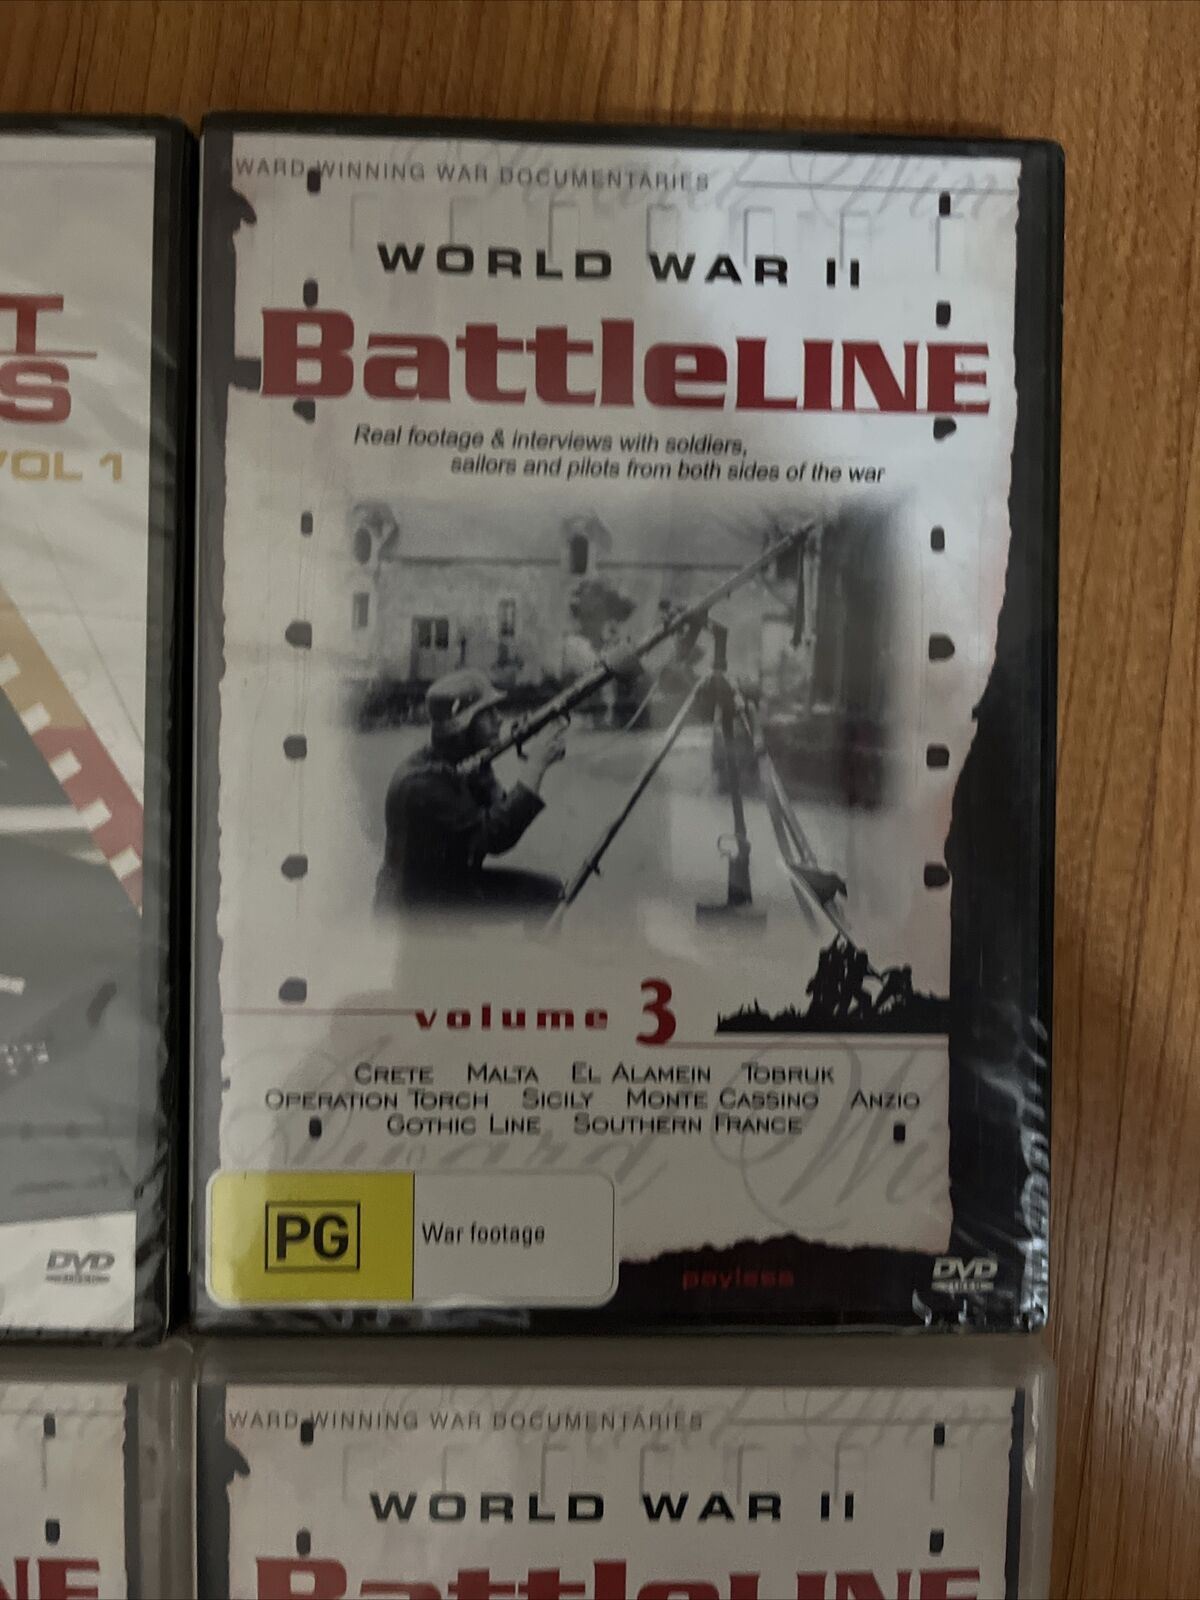 WARD-WINNING WAR DOCUMENTARIES
WORLD WAR II
BattleLINE
Real footage & interviews with soldiers,
sailors and pilots from both sides of the war
volume 3
CRETE MALTA EL ALAMEIN TOBRUK
OPERATION TORCH SICILY MONTE CASSINO ANZIO
GOTHIC LINE SOUTHERN FRANCE
PG War footage
payless
DVD
T
S
VOL 1
DVD
WARD-WINNING WAR DOCUMENTARIES
WORLD WAR II
BattleLINE
NE